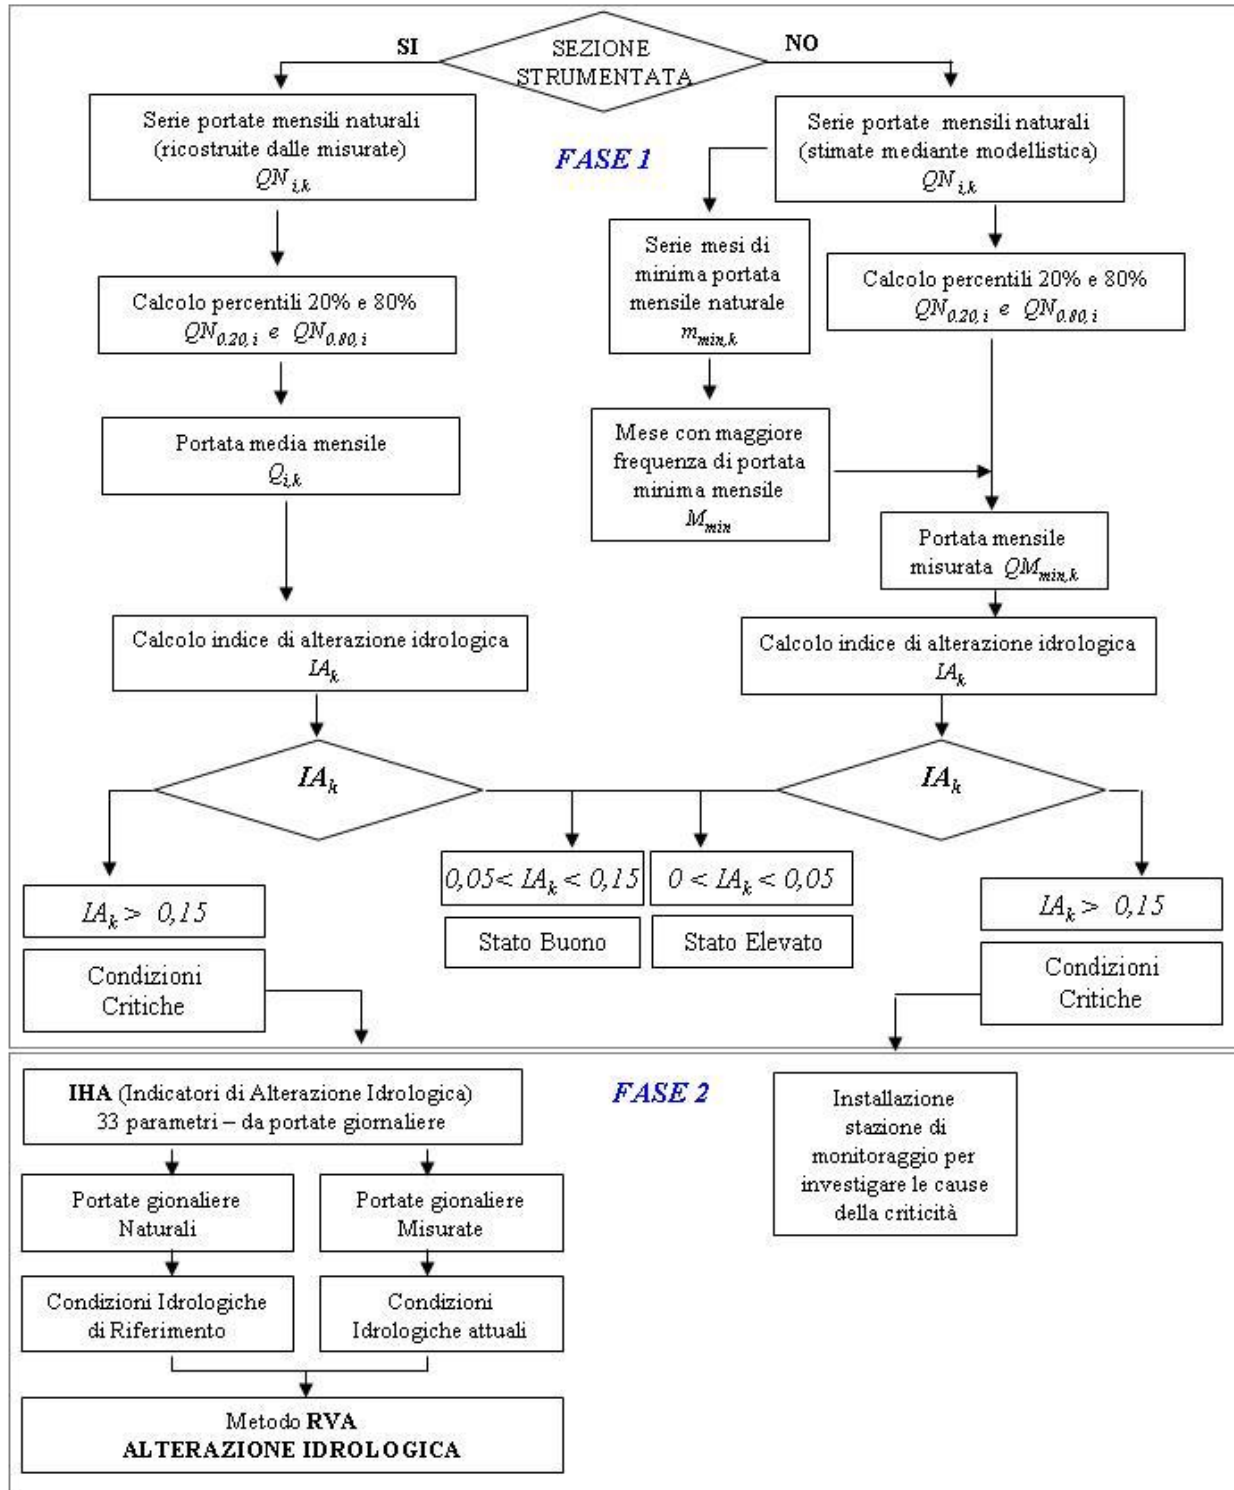 SEZIONE
STRUMENTATA
SI
NO
Serie portate mensili naturali
(ricostruite dalle misurate)
QN i,k
Serie portate mensili naturali
(stimate mediante modellistica)
QN i,k
FASE 1
Serie mesi di
minima portata
mensile naturale
m min,k
Calcolo percentili 20% e 80%
QN 0.20,i e QN 0.80,i
Calcolo percentili 20% e 80%
QN 0.20,i e QN 0.80,i
Portata media mensile
Q i,k
Mese con maggiore
frequenza di portata
minima mensile
M min
Portata mensile
misurata QM min,k
Calcolo indice di alterazione idrologica
IA k
Calcolo indice di alterazione idrologica
IA k
IA k
IA k
0,05< IA k < 0,15
0 < IA k < 0,05
IA k > 0,15
IA k > 0,15
Stato Buono
Stato Elevato
Condizioni
Critiche
Condizioni
Critiche
IHA (Indicatori di Alterazione Idrologica)
33 parametri – da portate giornaliere
FASE 2
Installazione
stazione di
monitoraggio per
investigare le cause
della criticità
Portate gionaliere
Naturali
Portate gionaliere
Misurate
Condizioni Idrologiche
di Riferimento
Condizioni
Idrologiche attuali
Metodo RVA
ALTERAZIONE IDROLOGICA